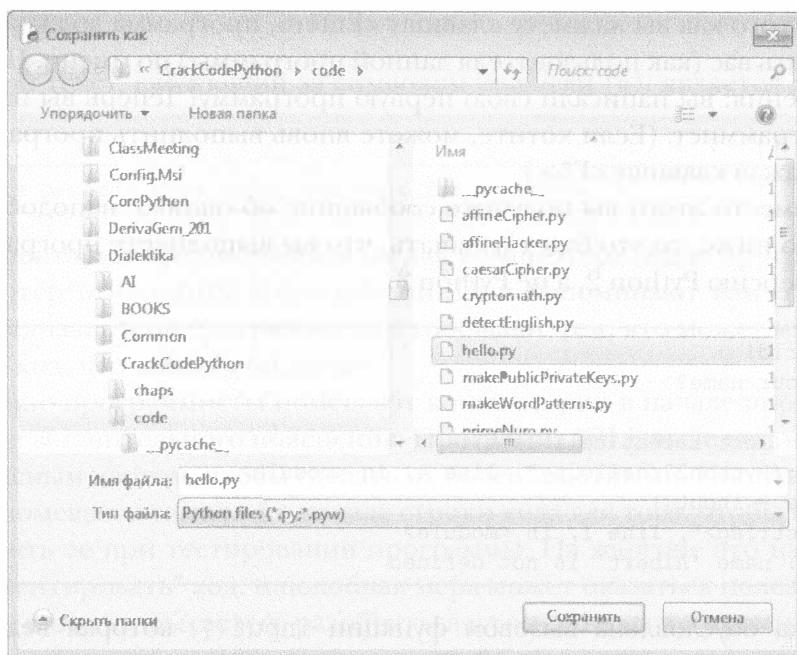 Сохранить как
« CrackCodePython › code ›
Поиск: code
Упорядочить
Новая папка
ClassMeeting
Config.Msi
CorePython
DerivaGem_201
Dialektika
AI
BOOKS
Common
CrackCodePython
chaps
code
__pycache__
Имя
__pycache__
affineCipher.py
affineHacker.py
caesarCipher.py
cryptomath.py
detectEnglish.py
hello.py
makePublicPrivateKeys.py
makeWordPatterns.py
primeNum.py
Имя файла: hello.py
Тип файла: Python files (*.py;*.pyw)
Скрыть папки
Сохранить
Отмена